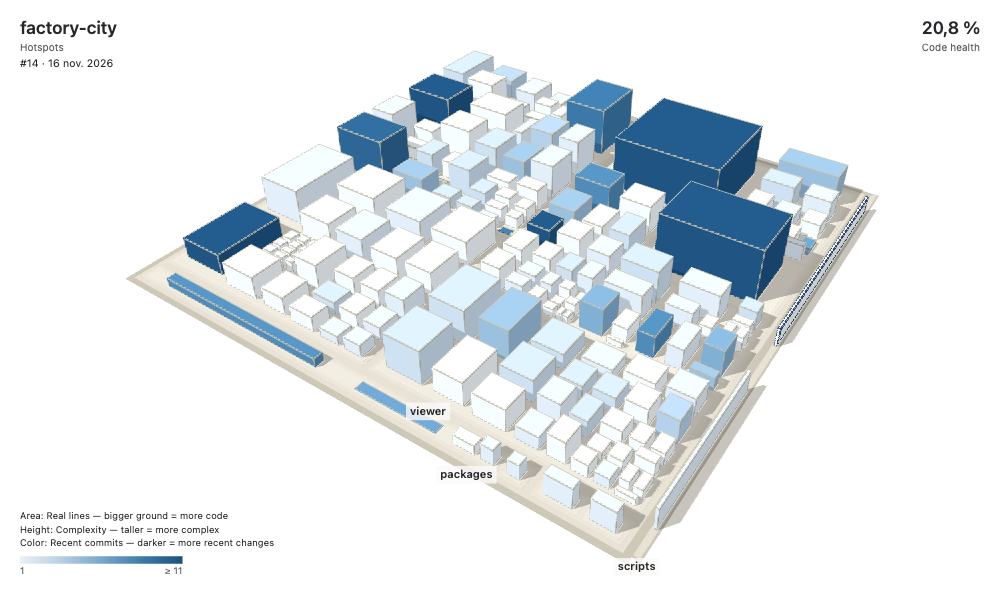 factory-city
Hotspots
#14 · 16 nov. 2026
20,8 %
Code health
viewer
packages
scripts
Area: Real lines — bigger ground = more code
Height: Complexity — taller = more complex
Color: Recent commits — darker = more recent changes
1
≥ 11